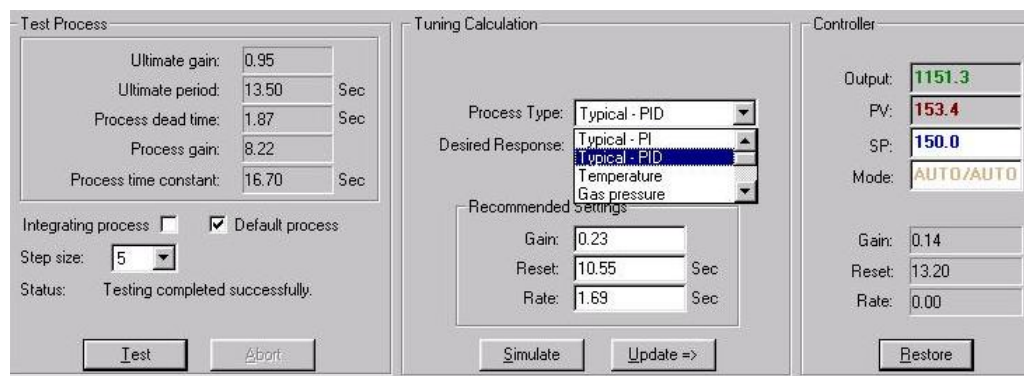 Test Process
Ultimate gain: 0.95
Ultimate period: 13.50 Sec
Process dead time: 1.87 Sec
Process gain: 8.22
Process time constant: 16.70 Sec
Integrating process Default process
Step size: 5
Status: Testing completed successfully.
Test Abort
Tuning Calculation
Process Type: Typical - PID
Desired Response: Typical - PI
Typical - PID
Temperature
Gas pressure
Recommended Settings
Gain: 0.23
Reset: 10.55 Sec
Rate: 1.69 Sec
Simulate Update =>
Controller
Output: 1151.3
PV: 153.4
SP: 150.0
Mode: AUTO/AUTO
Gain: 0.14
Reset: 13.20
Rate: 0.00
Restore